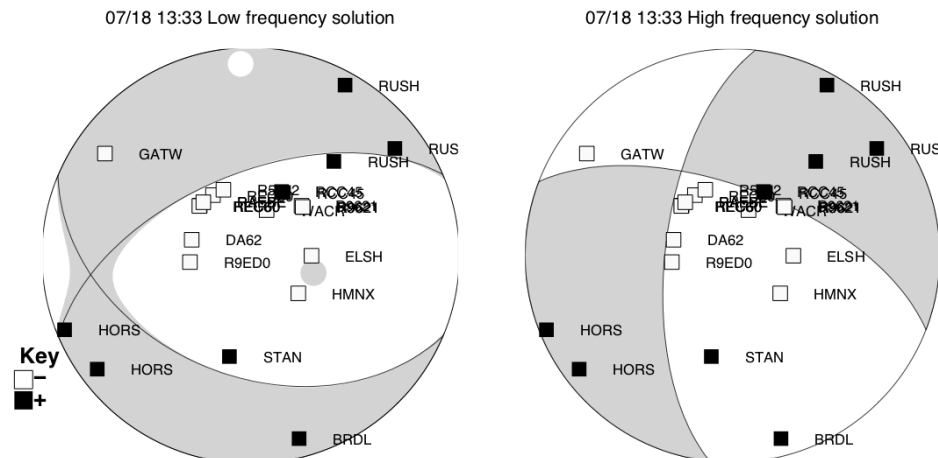 07/18 13:33 Low frequency solution
07/18 13:33 High frequency solution
RUSH
GATW
RUS
RUSH
RCC45
R9621
DA62
ELSH
R9ED0
HMNX
HORS
STAN
HORS
BRDL
Key
−
+
RUSH
GATW
RUS
RUSH
RCC45
R9621
DA62
ELSH
R9ED0
HMNX
HORS
STAN
HORS
BRDL